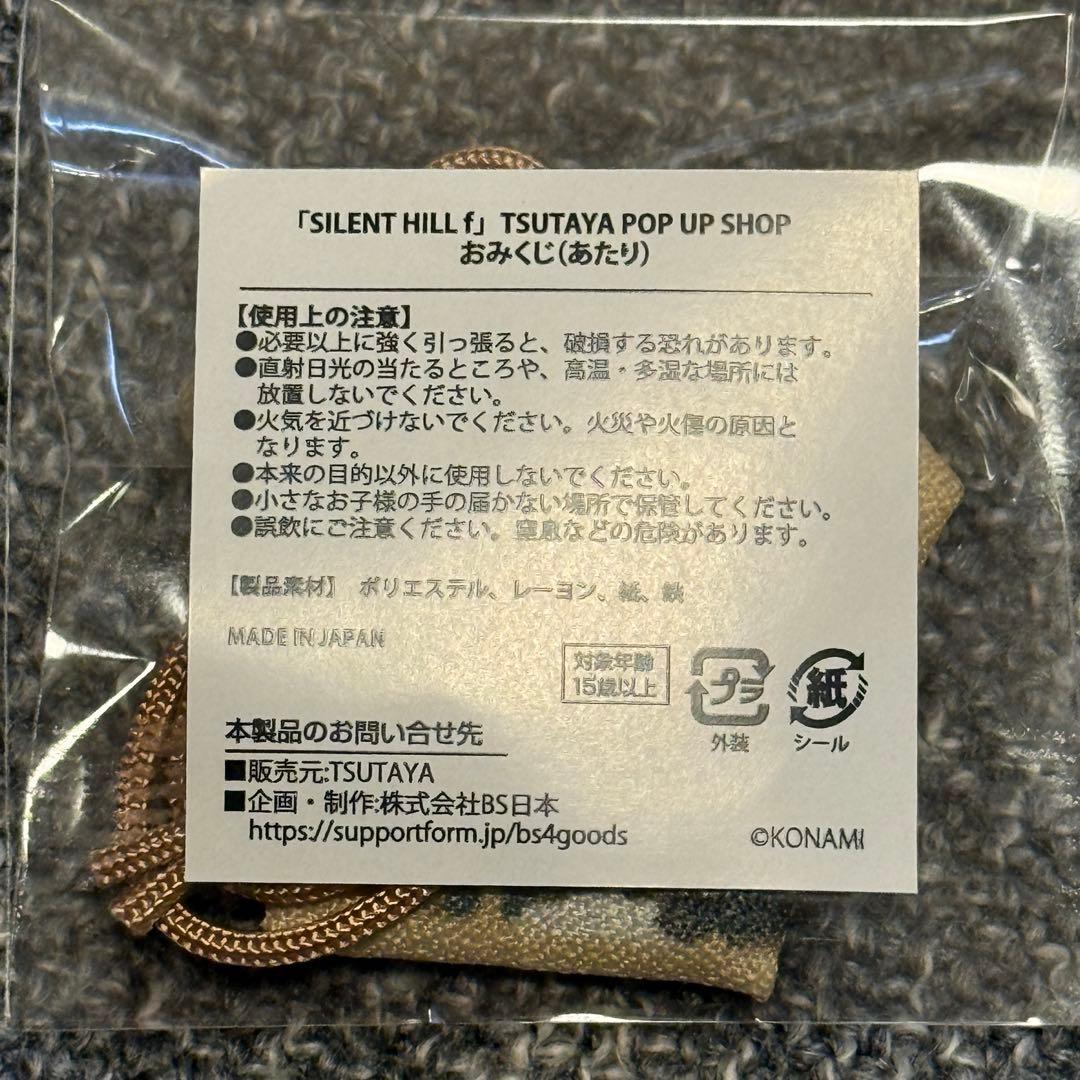 「SILENT HILL f」 TSUTAYA POP UP SHOP
おみくじ(あたり)
【使用上の注意】
●必要以上に強く引っ張ると、破損する恐れがあります。
●直射日光の当たるところや、高温・多湿な場所には
放置しないでください。
●火気を近づけないでください。火災や火傷の原因と
なります。
●本来の目的以外に使用しないでください。
●小さなお子様の手の届かない場所で保管してください。
●誤飲にご注意ください。窒息などの危険があります。
【製品素材】 ポリエステル、レーヨン、紙、鉄
MADE IN JAPAN
対象年齢
15歳以上
プラ
外装
紙
シール
本製品のお問い合せ先
■販売元:TSUTAYA
■企画・制作:株式会社BS日本
https://supportform.jp/bs4goods
©KONAMI